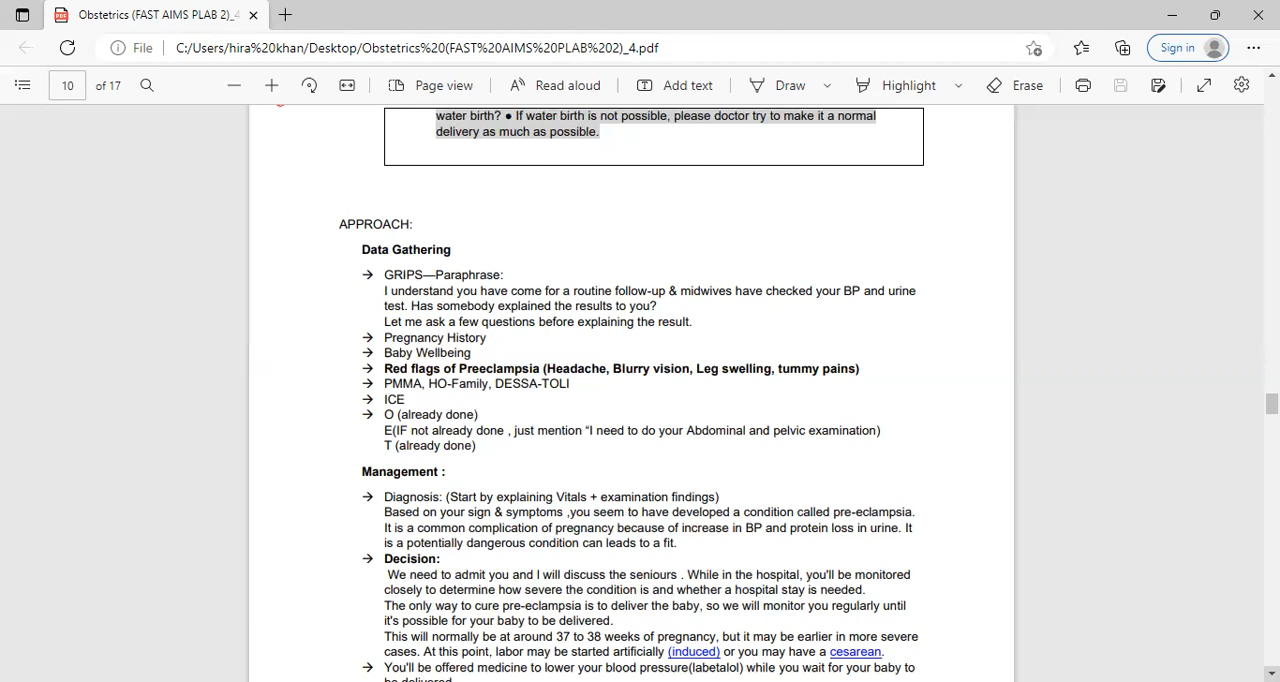 Obstetrics (FAST AIMS PLAB 2)_4
File C:/Users/hira%20khan/Desktop/Obstetrics%20(FAST%20AIMS%20PLAB%202)_4.pdf Sign in
10 of 17 Page view Read aloud Add text Draw Highlight Erase
water birth? ● If water birth is not possible, please doctor try to make it a normal
delivery as much as possible.
APPROACH:
Data Gathering
→ GRIPS—Paraphrase:
I understand you have come for a routine follow-up & midwives have checked your BP and urine
test. Has somebody explained the results to you?
Let me ask a few questions before explaining the result.
→ Pregnancy History
→ Baby Wellbeing
→ Red flags of Preeclampsia (Headache, Blurry vision, Leg swelling, tummy pains)
→ PMMA, HO-Family, DESSA-TOLI
→ ICE
→ O (already done)
E(IF not already done , just mention “I need to do your Abdominal and pelvic examination)
T (already done)
Management :
→ Diagnosis: (Start by explaining Vitals + examination findings)
Based on your sign & symptoms ,you seem to have developed a condition called pre-eclampsia.
It is a common complication of pregnancy because of increase in BP and protein loss in urine. It
is a potentially dangerous condition can leads to a fit.
→ Decision:
We need to admit you and I will discuss the seniours . While in the hospital, you'll be monitored
closely to determine how severe the condition is and whether a hospital stay is needed.
The only way to cure pre-eclampsia is to deliver the baby, so we will monitor you regularly until
it's possible for your baby to be delivered.
This will normally be at around 37 to 38 weeks of pregnancy, but it may be earlier in more severe
cases. At this point, labor may be started artificially (induced) or you may have a cesarean.
→ You'll be offered medicine to lower your blood pressure(labetalol) while you wait for your baby to
be delivered